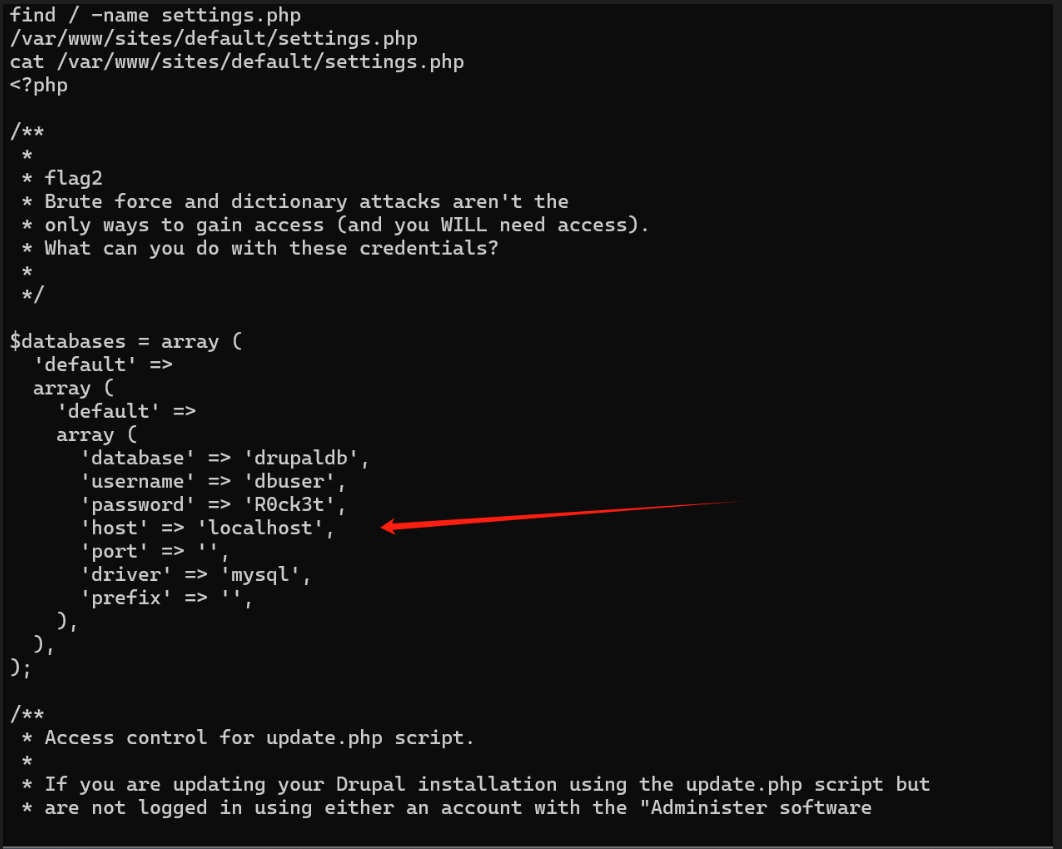 find / -name settings.php
/var/www/sites/default/settings.php
cat /var/www/sites/default/settings.php
<?php

/**
 *
 * flag2
 * Brute force and dictionary attacks aren't the
 * only ways to gain access (and you WILL need access).
 * What can you do with these credentials?
 *
 */

$databases = array (
  'default' =>
  array (
    'default' =>
    array (
      'database' => 'drupaldb',
      'username' => 'dbuser',
      'password' => 'R0ck3t',
      'host' => 'localhost',
      'port' => '',
      'driver' => 'mysql',
      'prefix' => '',
    ),
  ),
);

/**
 * Access control for update.php script.
 *
 * If you are updating your Drupal installation using the update.php script but
 * are not logged in using either an account with the "Administer software